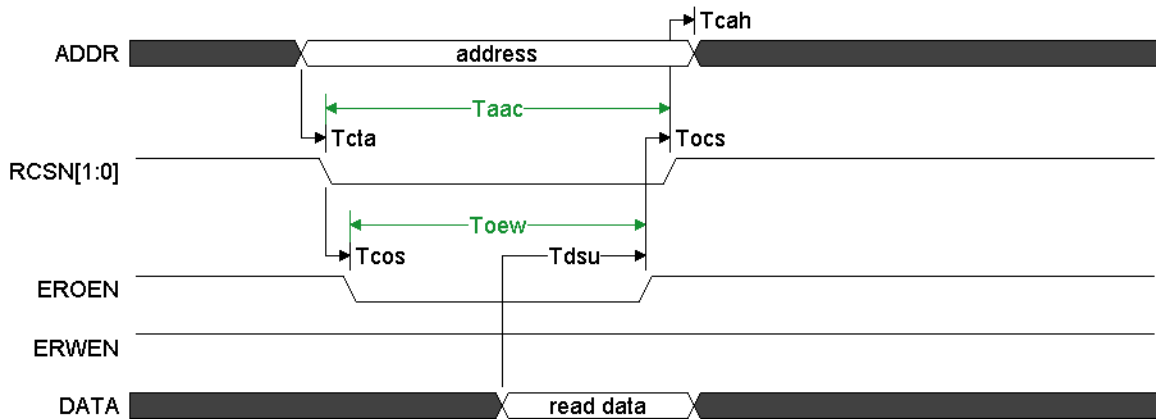 Tcah
ADDR address
Taac
Tcta Tocs
RCSN[1:0]
Toew
Tcos Tdsu
EROEN
ERWEN
DATA read data